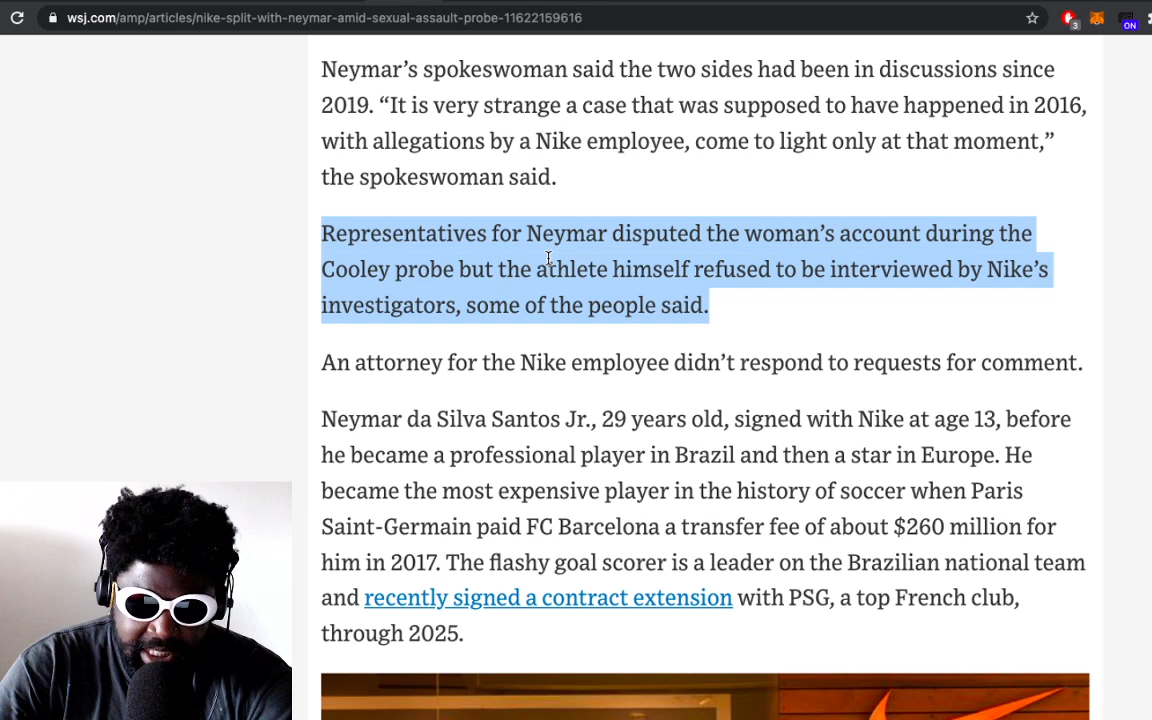 wsj.com/amp/articles/nike-split-with-neymar-amid-sexual-assault-probe-11622159616
3
ON
Neymar’s spokeswoman said the two sides had been in discussions since
2019. “It is very strange a case that was supposed to have happened in 2016,
with allegations by a Nike employee, come to light only at that moment,”
the spokeswoman said.
Representatives for Neymar disputed the woman’s account during the
Cooley probe but the athlete himself refused to be interviewed by Nike’s
investigators, some of the people said.
An attorney for the Nike employee didn’t respond to requests for comment.
Neymar da Silva Santos Jr., 29 years old, signed with Nike at age 13, before
he became a professional player in Brazil and then a star in Europe. He
became the most expensive player in the history of soccer when Paris
Saint-Germain paid FC Barcelona a transfer fee of about $260 million for
him in 2017. The flashy goal scorer is a leader on the Brazilian national team
and recently signed a contract extension with PSG, a top French club,
through 2025.